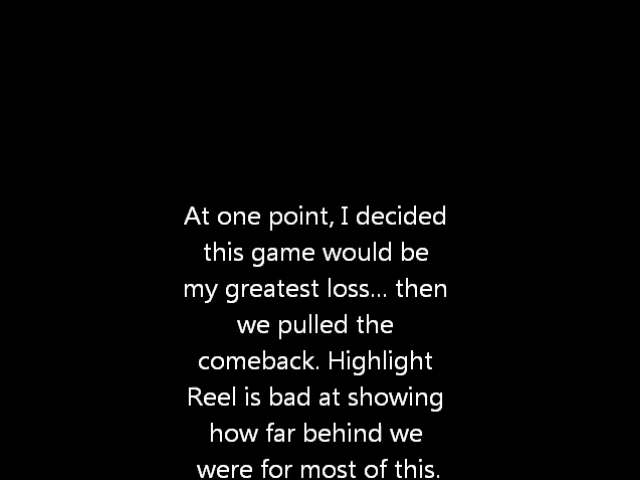 At one point, I decided
this game would be
my greatest loss... then
we pulled the
comeback. Highlight
Reel is bad at showing
how far behind we
were for most of this.